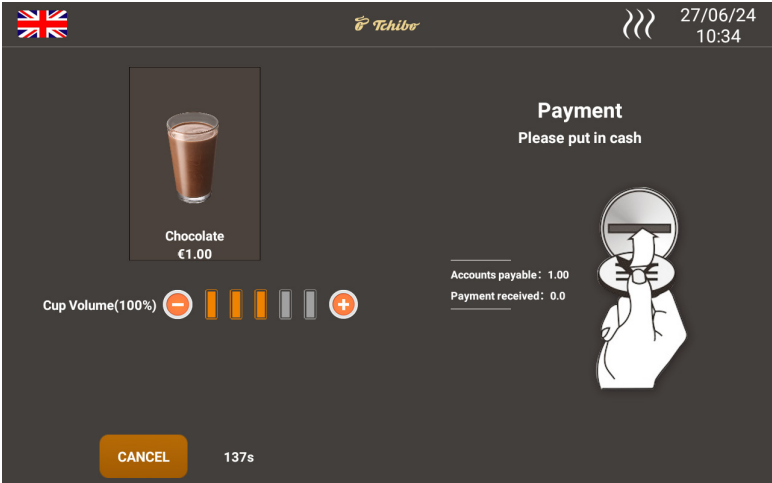 Tchibo
27/06/24
10:34
Chocolate
€1.00
Cup Volume(100%)
Payment
Please put in cash
Accounts payable: 1.00
Payment received: 0.0
CANCEL
137s